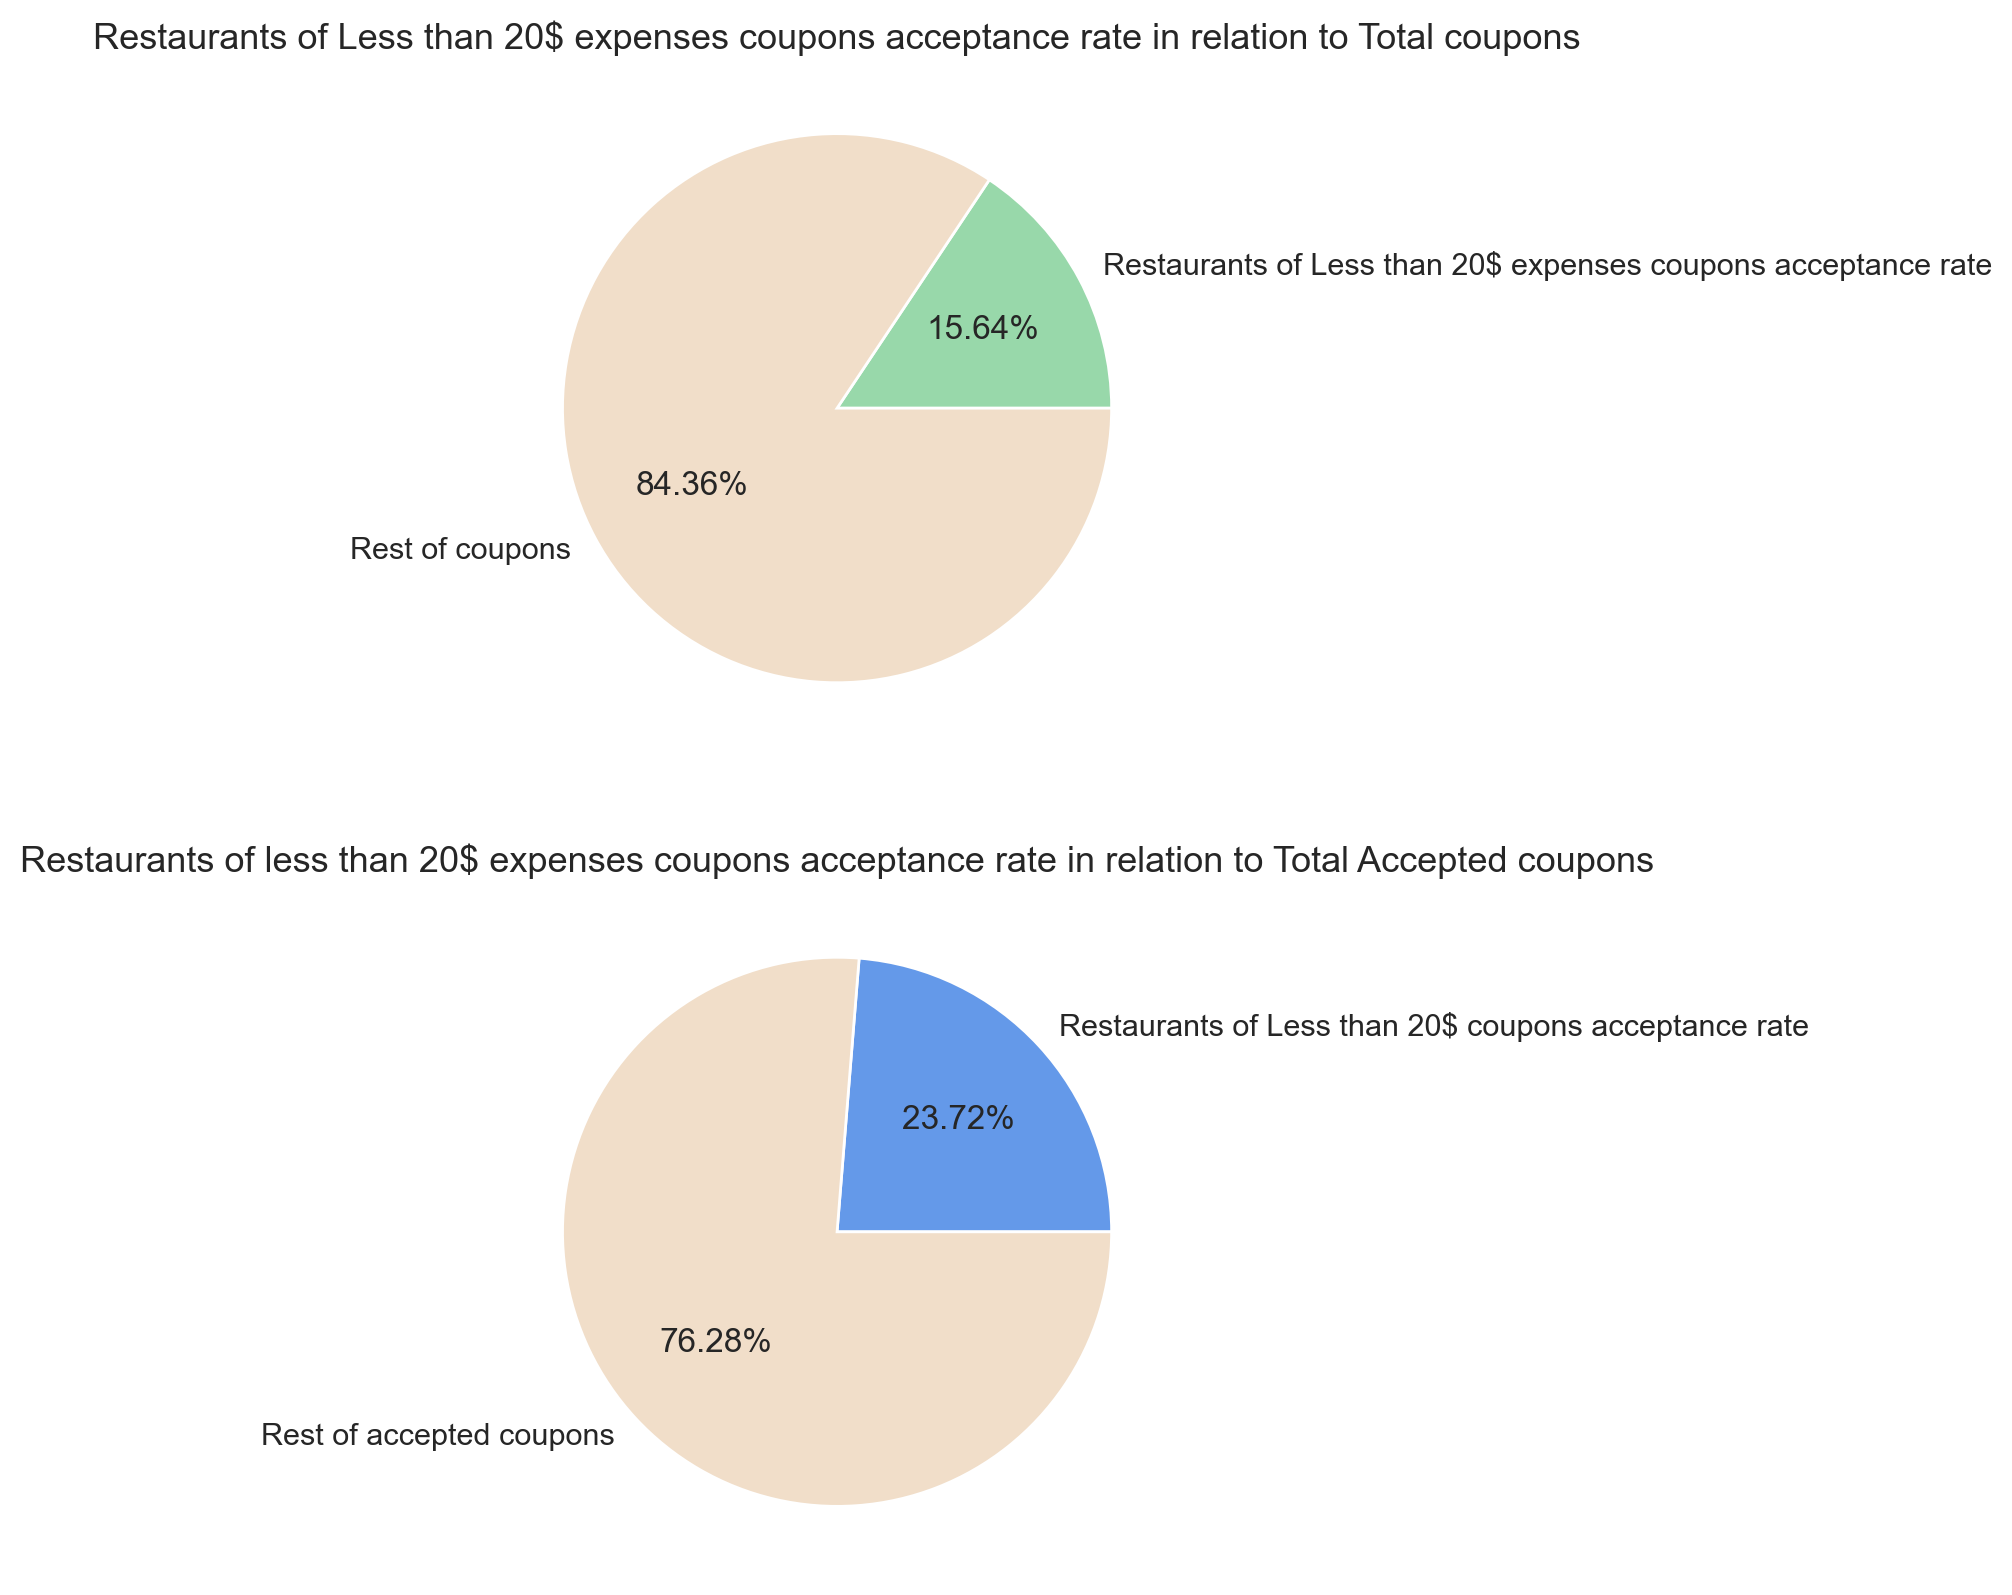 Restaurants of Less than 20$ expenses coupons acceptance rate in relation to Total coupons
Restaurants of Less than 20$ expenses coupons acceptance rate
15.64%
84.36%
Rest of coupons
Restaurants of less than 20$ expenses coupons acceptance rate in relation to Total Accepted coupons
Restaurants of Less than 20$ coupons acceptance rate
23.72%
76.28%
Rest of accepted coupons